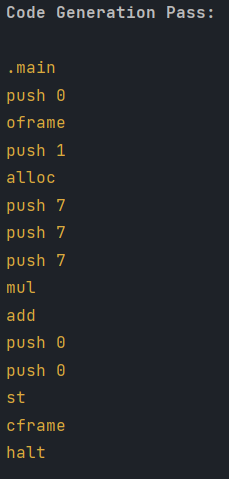 Code Generation Pass:
.main
push 0
oframe
push 1
alloc
push 7
push 7
push 7
mul
add
push 0
push 0
st
cframe
halt